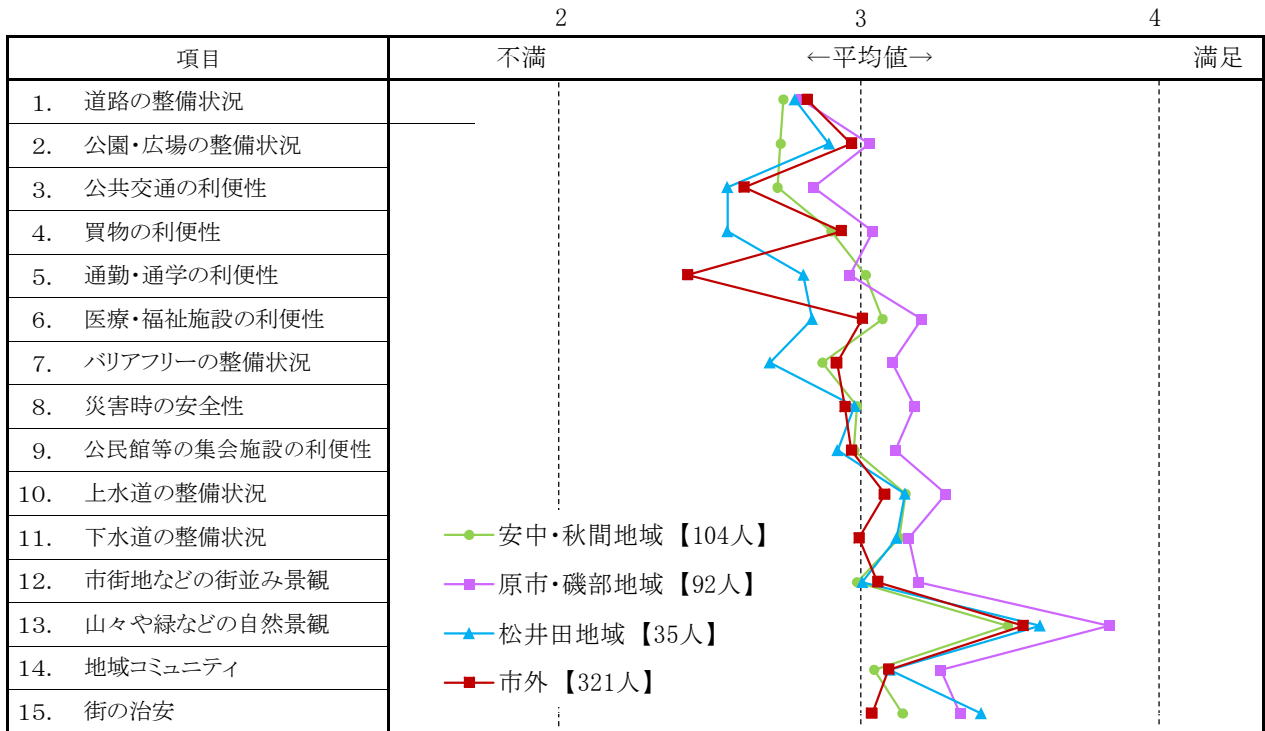 2 3 4
項目 不満 ←平均値→ 満足
1. 道路の整備状況
2. 公園・広場の整備状況
3. 公共交通の利便性
4. 買物の利便性
5. 通勤・通学の利便性
6. 医療・福祉施設の利便性
7. バリアフリーの整備状況
8. 災害時の安全性
9. 公民館等の集会施設の利便性
10. 上水道の整備状況
11. 下水道の整備状況
12. 市街地などの街並み景観
13. 山々や緑などの自然景観
14. 地域コミュニティ
15. 街の治安
安中・秋間地域【104人】
原市・磯部地域【92人】
松井田地域【35人】
市外【321人】